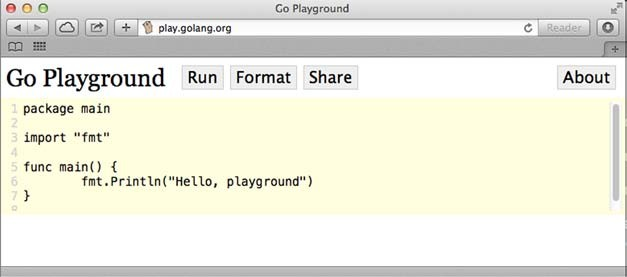 Go Playground
play.golang.org
Reader
Go Playground Run Format Share About
1 package main
2
3 import "fmt"
4
5 func main() {
6 fmt.Println("Hello, playground")
7 }
8